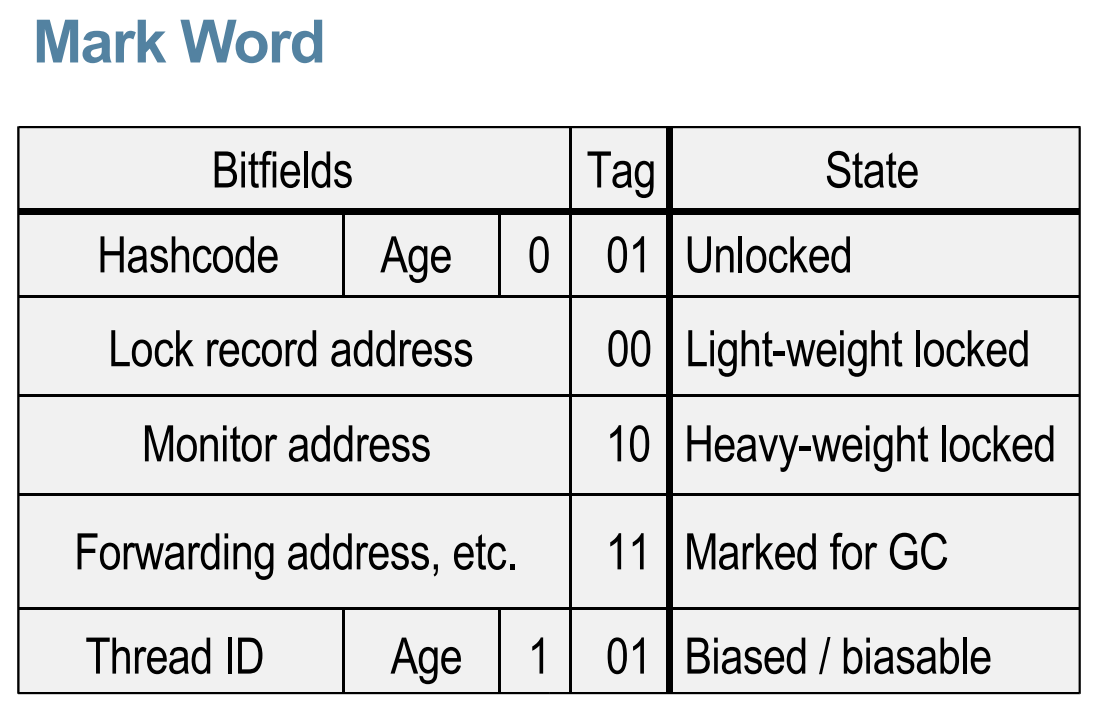 Mark Word
Bitfields Tag State
Hashcode Age 0 01 Unlocked
Lock record address 00 Light-weight locked
Monitor address 10 Heavy-weight locked
Forwarding address, etc. 11 Marked for GC
Thread ID Age 1 01 Biased / biasable